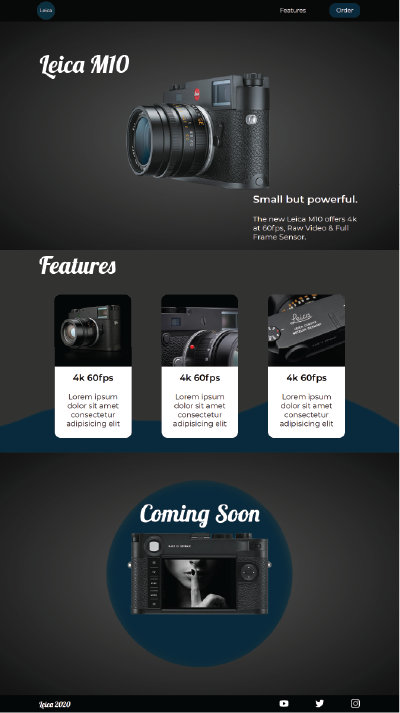 Leica
Features
Order
Leica M10
Small but powerful.
The new Leica M10 offers 4k
at 60fps, Raw Video & Full
Frame Sensor.
Features
4k 60fps
Lorem ipsum
dolor sit amet
consectetur
adipisicing elit
4k 60fps
Lorem ipsum
dolor sit amet
consectetur
adipisicing elit
Leica
4k 60fps
Lorem ipsum
dolor sit amet
consectetur
adipisicing elit
Coming Soon
Leica 2020